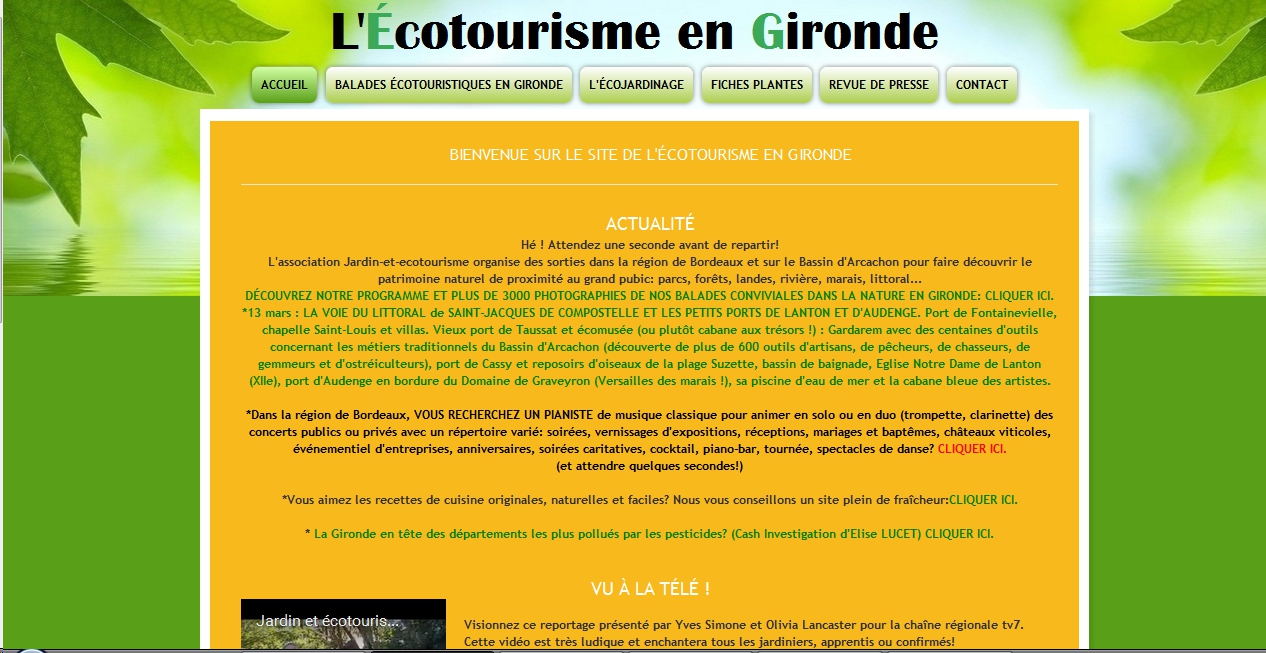 L'Écotourisme en Gironde
ACCUEIL
BALADES ÉCOTOURISTIQUES EN GIRONDE
L'ÉCOJARDINAGE
FICHES PLANTES
REVUE DE PRESSE
CONTACT
BIENVENUE SUR LE SITE DE L'ÉCOTOURISME EN GIRONDE
ACTUALITÉ
Hé ! Attendez une seconde avant de repartir!
L'association Jardin-et-ecotourisme organise des sorties dans la région de Bordeaux et sur le Bassin d'Arcachon pour faire découvrir le
patrimoine naturel de proximité au grand pubic: parcs, forêts, landes, rivière, marais, littoral...
DÉCOUVREZ NOTRE PROGRAMME ET PLUS DE 3000 PHOTOGRAPHIES DE NOS BALADES CONVIVIALES DANS LA NATURE EN GIRONDE: CLIQUER ICI.
*13 mars : LA VOIE DU LITTORAL de SAINT-JACQUES DE COMPOSTELLE ET LES PETITS PORTS DE LANTON ET D'AUDENGE. Port de Fontainevielle,
chapelle Saint-Louis et villas. Vieux port de Taussat et écomusée (ou plutôt cabane aux trésors !) : Gardarem avec des centaines d'outils
concernant les métiers traditionnels du Bassin d'Arcachon (découverte de plus de 600 outils d'artisans, de pêcheurs, de chasseurs, de
gemmeurs et d'ostréiculteurs), port de Cassy et reposoirs d'oiseaux de la plage Suzette, bassin de baignade, Eglise Notre Dame de Lanton
(XIIe), port d'Audenge en bordure du Domaine de Graveyron (Versailles des marais !), sa piscine d'eau de mer et la cabane bleue des artistes.
*Dans la région de Bordeaux, VOUS RECHERCHEZ UN PIANISTE de musique classique pour animer en solo ou en duo (trompette, clarinette) des
concerts publics ou privés avec un répertoire varié: soirées, vernissages d'expositions, réceptions, mariages et baptêmes, châteaux viticoles,
événementiel d'entreprises, anniversaires, soirées caritatives, cocktail, piano-bar, tournée, spectacles de danse? CLIQUER ICI.
(et attendre quelques secondes!)
*Vous aimez les recettes de cuisine originales, naturelles et faciles? Nous vous conseillons un site plein de fraîcheur:CLIQUER ICI.
* La Gironde en tête des départements les plus pollués par les pesticides? (Cash Investigation d'Elise LUCET) CLIQUER ICI.
VU À LA TÉLÉ !
Jardin et écotouris...
Visionnez ce reportage présenté par Yves Simone et Olivia Lancaster pour la chaîne régionale tv7.
Cette vidéo est très ludique et enchantera tous les jardiniers, apprentis ou confirmés!